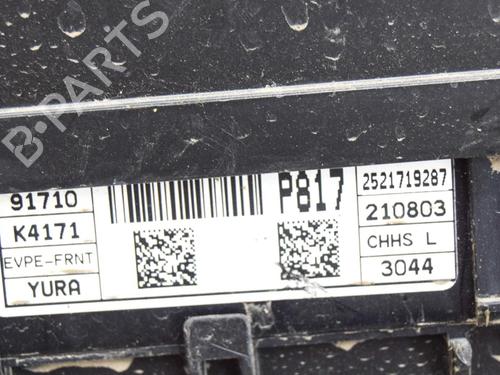 B-PARTS
91710
K4171
EVPE-FRNT
YURA
P817
2521719287
210803
CHHS L
3044